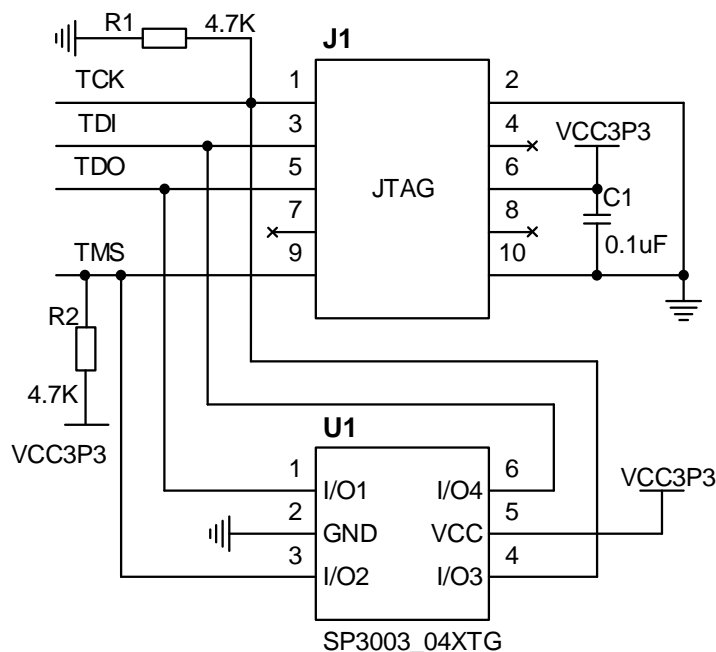 R1 4.7K
J1
TCK 1 2
TDI 3 4 VCC3P3
TDO 5 6
JTAG
C1
7 8
0.1uF
TMS 9 10
R2
4.7K
VCC3P3
U1
1 6
I/O1 I/O4
VCC3P3
2 5
GND VCC
3 4
I/O2 I/O3
SP3003_04XTG